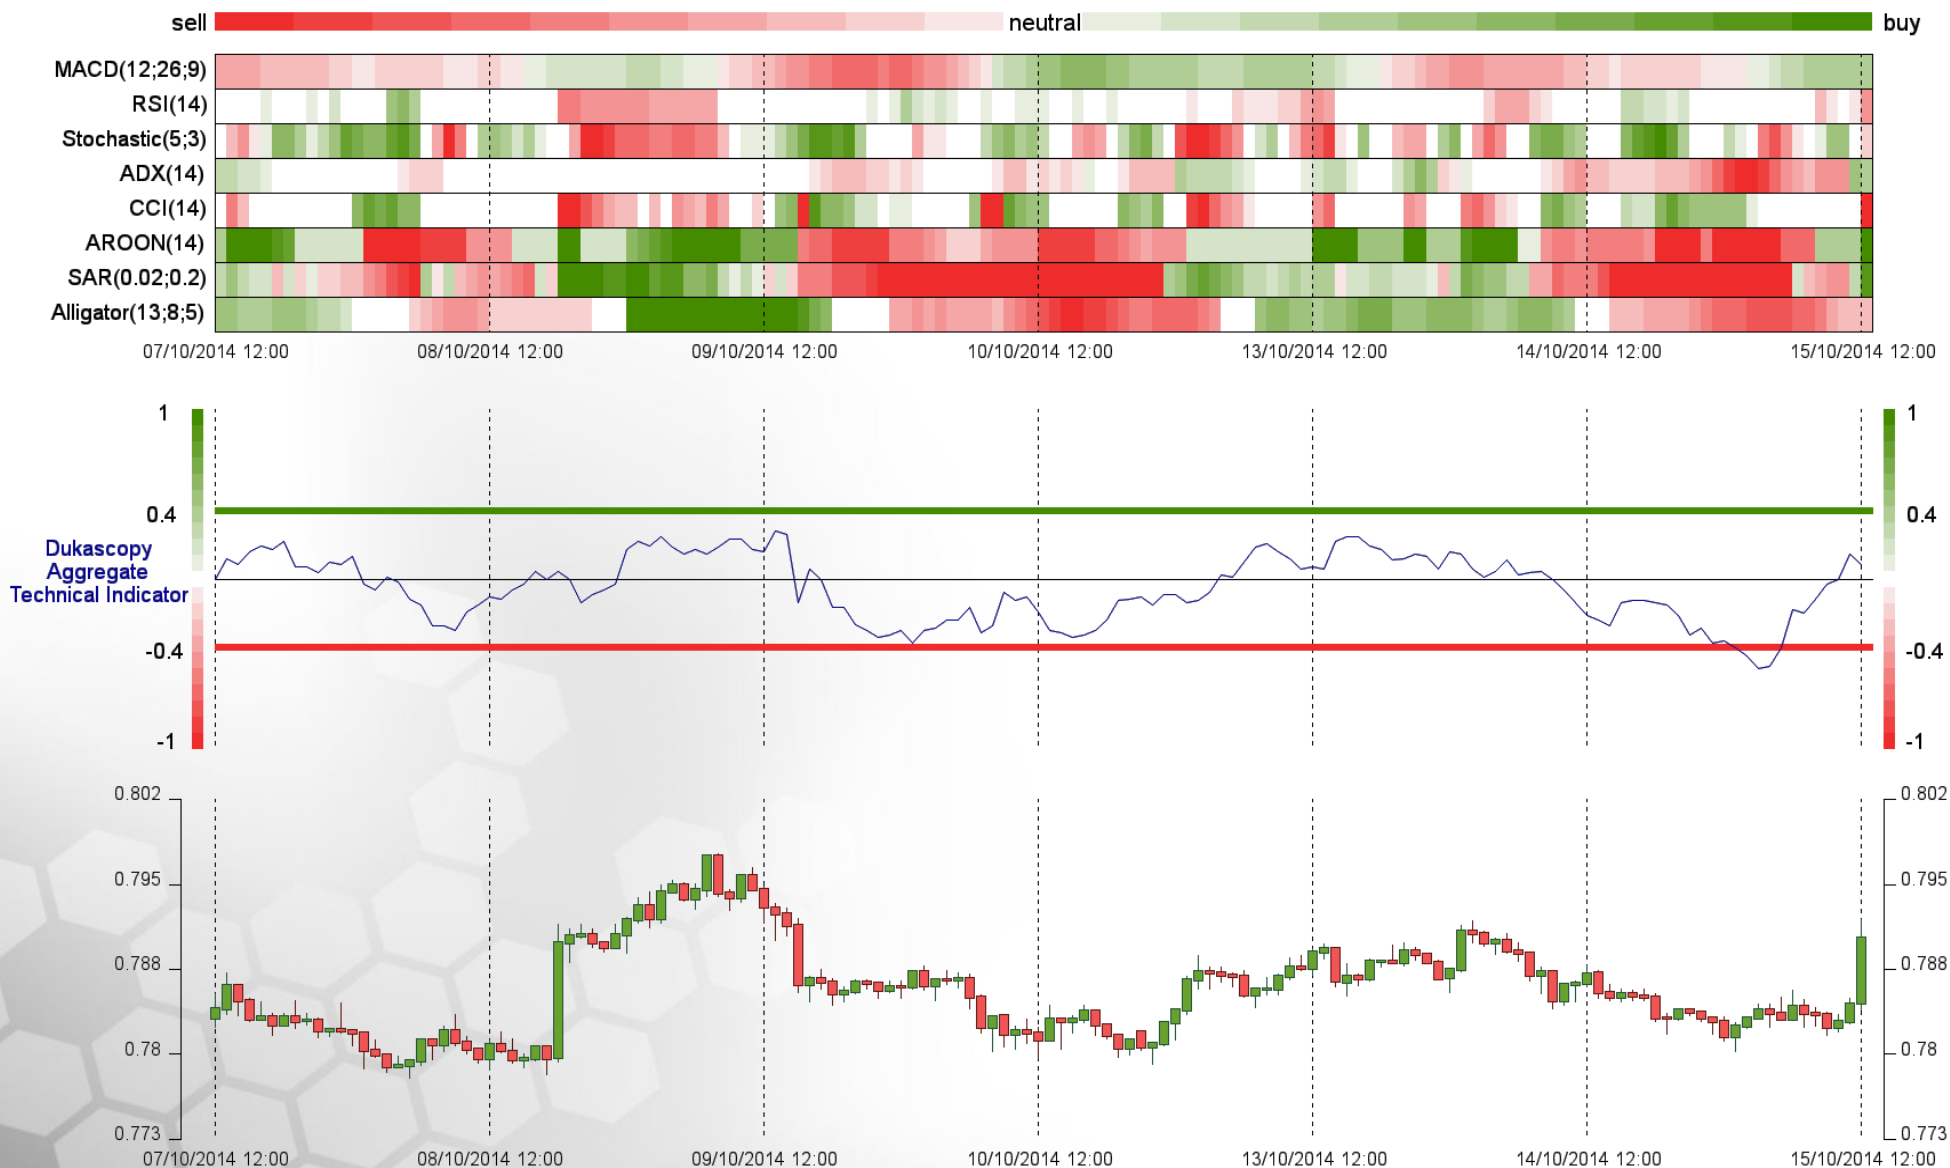 sell neutral buy
MACD(12;26;9)
RSI(14)
Stochastic(5;3)
ADX(14)
CCI(14)
AROON(14)
SAR(0.02;0.2)
Alligator(13;8;5)
07/10/2014 12:00 08/10/2014 12:00 09/10/2014 12:00 10/10/2014 12:00 13/10/2014 12:00 14/10/2014 12:00 15/10/2014 12:00
1 1
0.4 0.4
Dukascopy
Aggregate
Technical Indicator
-0.4 -0.4
-1 -1
0.802 0.802
0.795 0.795
0.788 0.788
0.78 0.78
0.773 0.773
07/10/2014 12:00 08/10/2014 12:00 09/10/2014 12:00 10/10/2014 12:00 13/10/2014 12:00 14/10/2014 12:00 15/10/2014 12:00